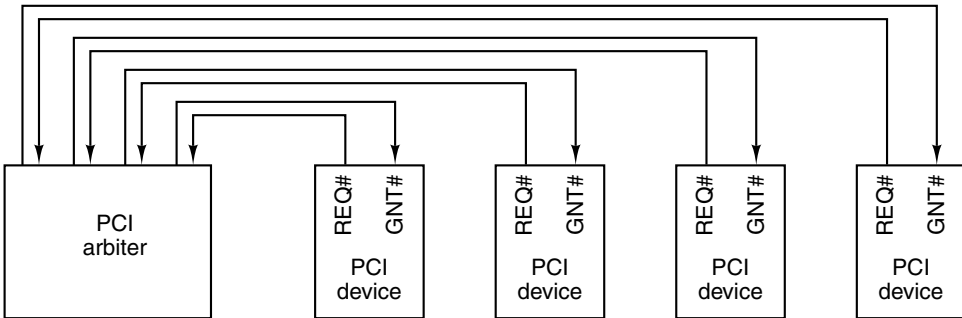 PCI
arbiter
REQ#
GNT#
PCI
device
REQ#
GNT#
PCI
device
REQ#
GNT#
PCI
device
REQ#
GNT#
PCI
device